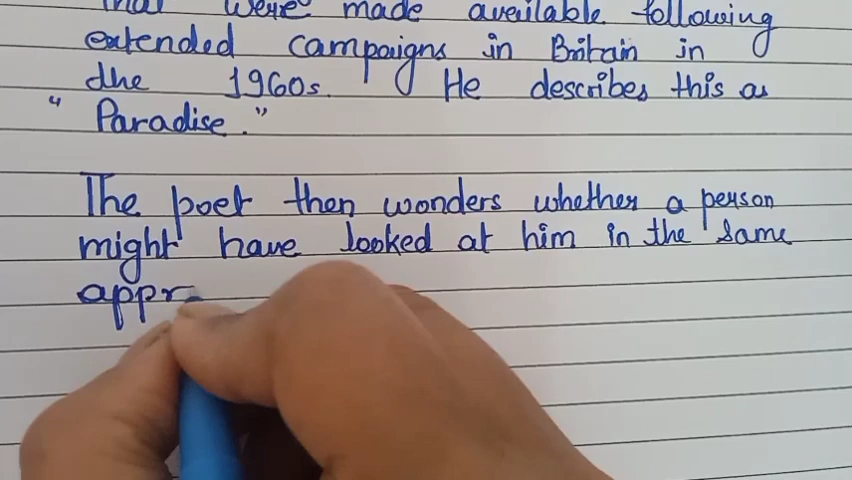 that were made available following
extended campaigns in Britain in
the 1960s. He describes this as
"Paradise."
The poet then wonders whether a person
might have looked at him in the same
appr